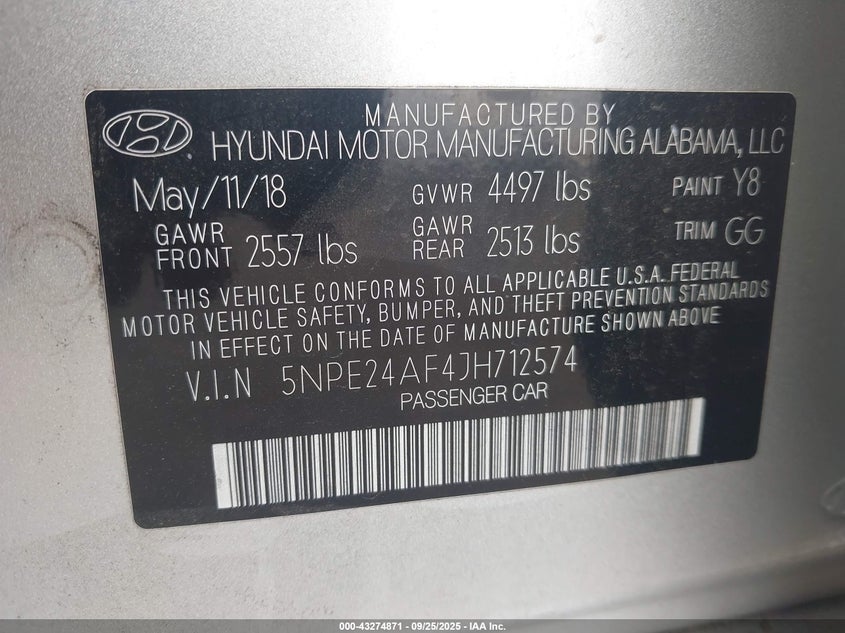 MANUFACTURED BY
HYUNDAI MOTOR MANUFACTURING ALABAMA, LLC
May/11/18 GVWR 4497 lbs PAINT Y8
GAWR FRONT 2557 lbs GAWR REAR 2513 lbs TRIM GG
THIS VEHICLE CONFORMS TO ALL APPLICABLE U.S.A. FEDERAL
MOTOR VEHICLE SAFETY, BUMPER, AND THEFT PREVENTION STANDARDS
IN EFFECT ON THE DATE OF MANUFACTURE SHOWN ABOVE
V.I.N 5NPE24AF4JH712574
PASSENGER CAR
000-43274871 - 09/25/2025 - IAA Inc.